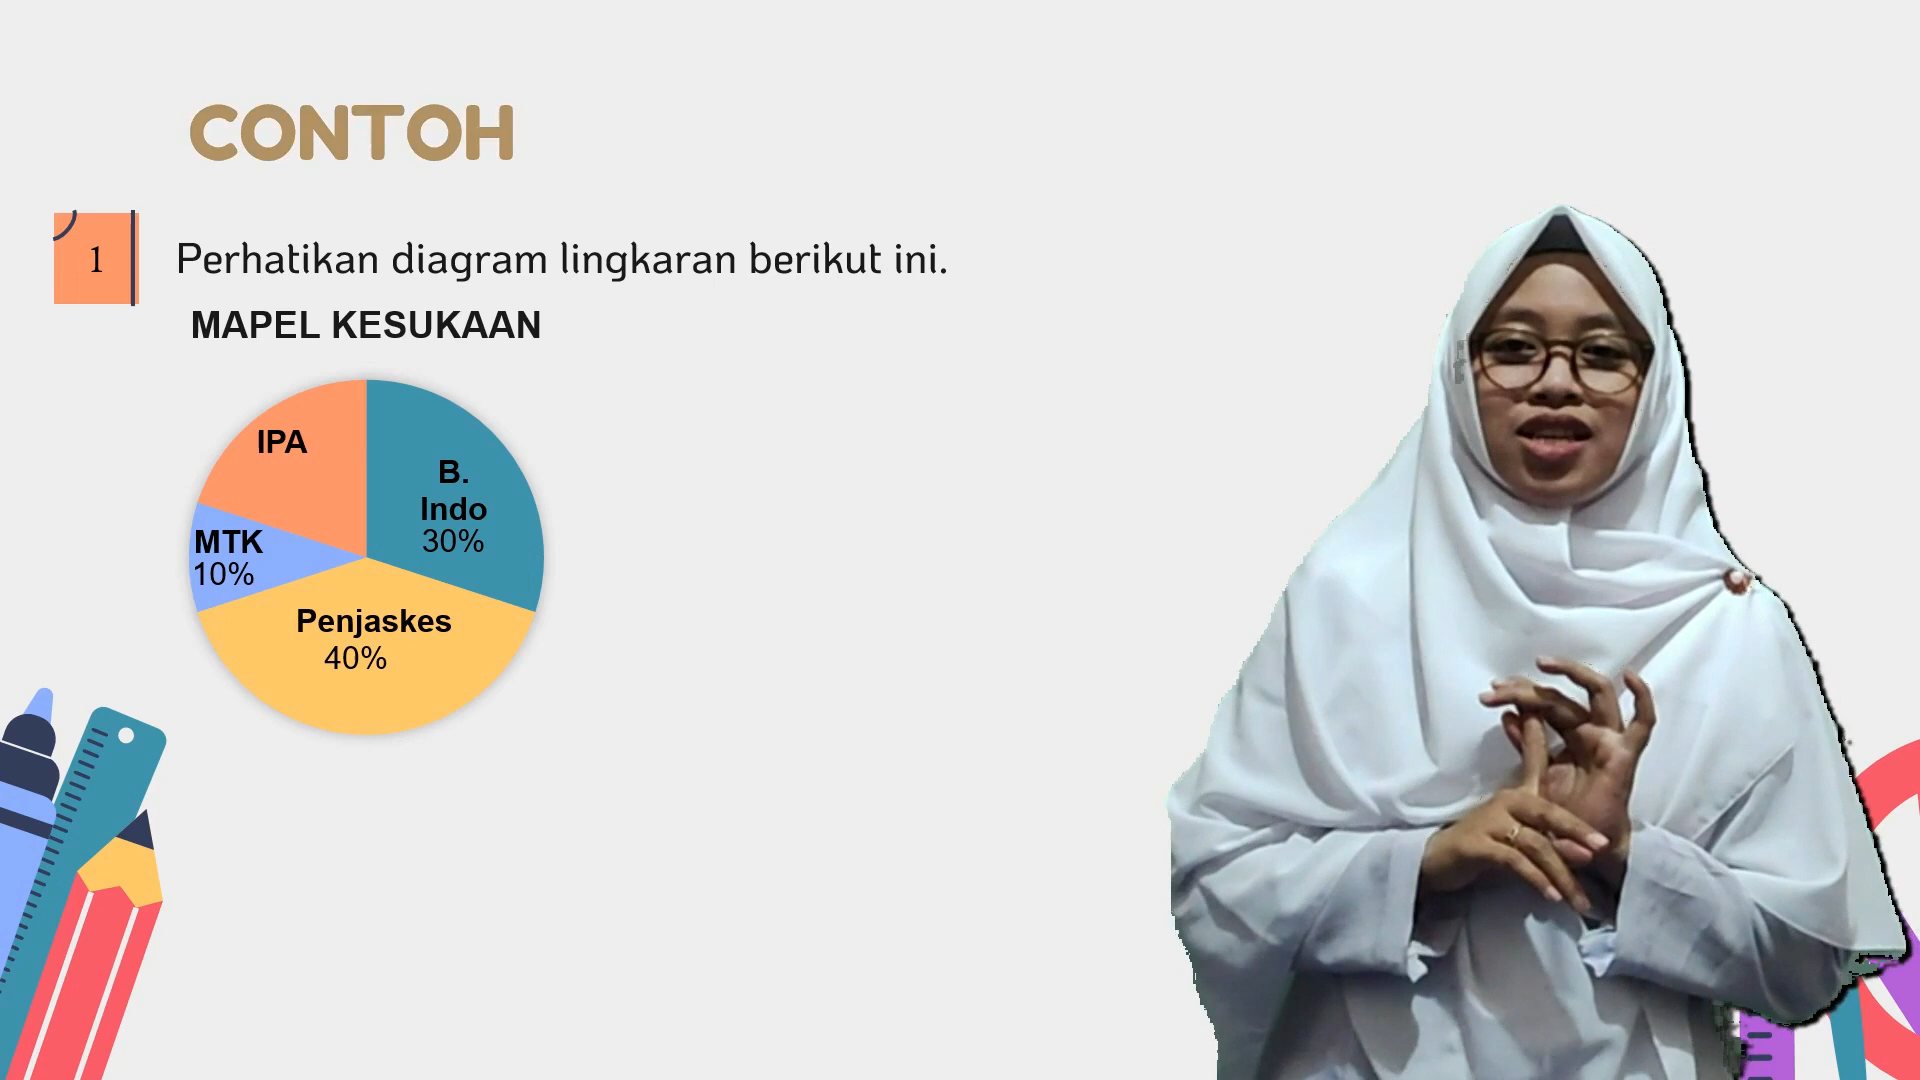 CONTOH
1
Perhatikan diagram lingkaran berikut ini.
MAPEL KESUKAAN
IPA
B.
Indo
30%
MTK
10%
Penjaskes
40%